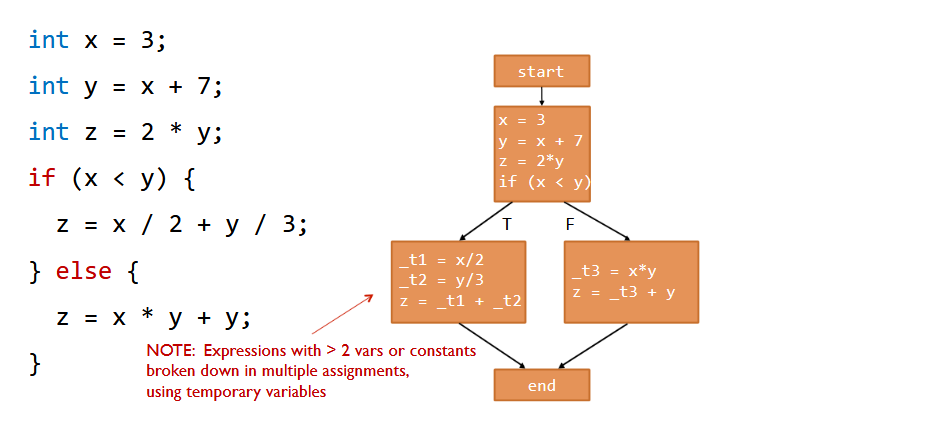 int x = 3;
int y = x + 7;
int z = 2 * y;
if (x < y) {
  z = x / 2 + y / 3;
} else {
  z = x * y + y;
}
start
x = 3
y = x + 7
z = 2*y
if (x < y)
T
F
_t1 = x/2
_t2 = y/3
z = _t1 + _t2
_t3 = x*y
z = _t3 + y
end
NOTE: Expressions with > 2 vars or constants
broken down in multiple assignments,
using temporary variables